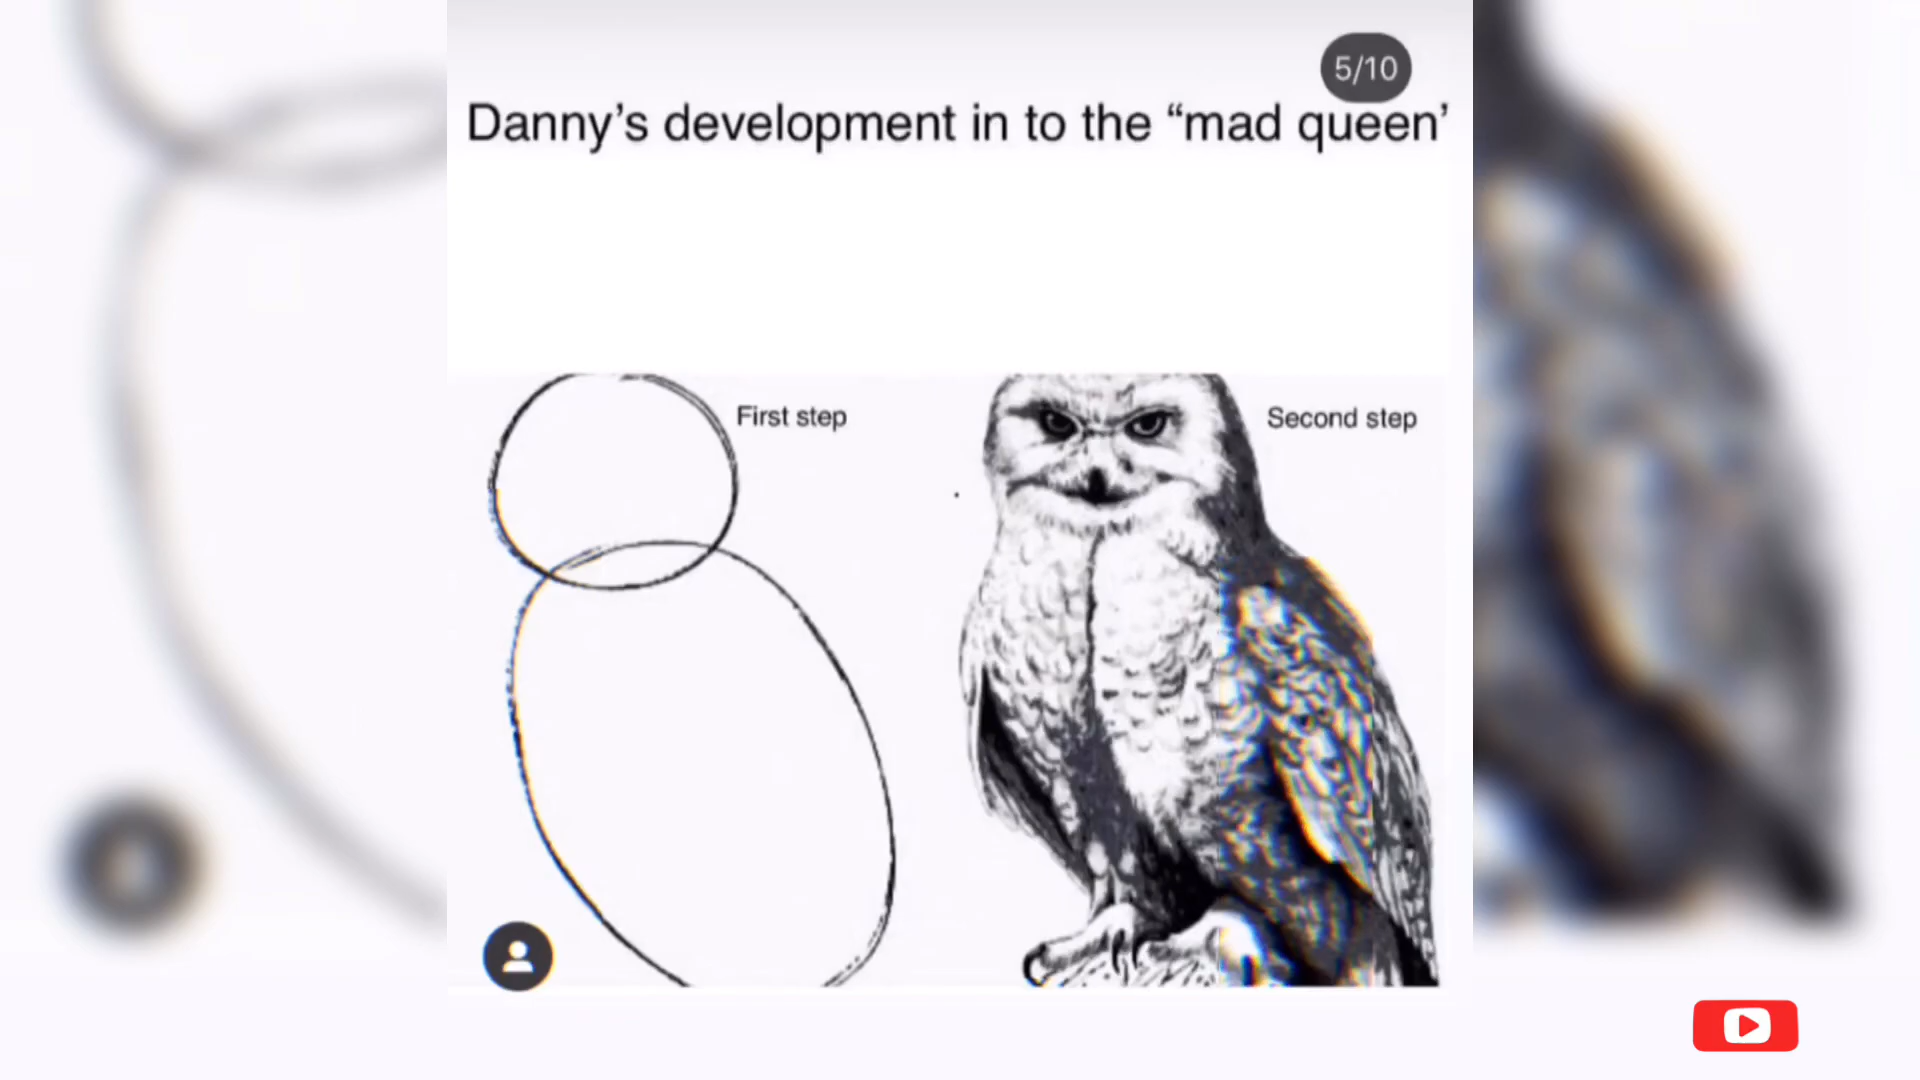 5/10
Danny’s development in to the “mad queen’
First step
Second step